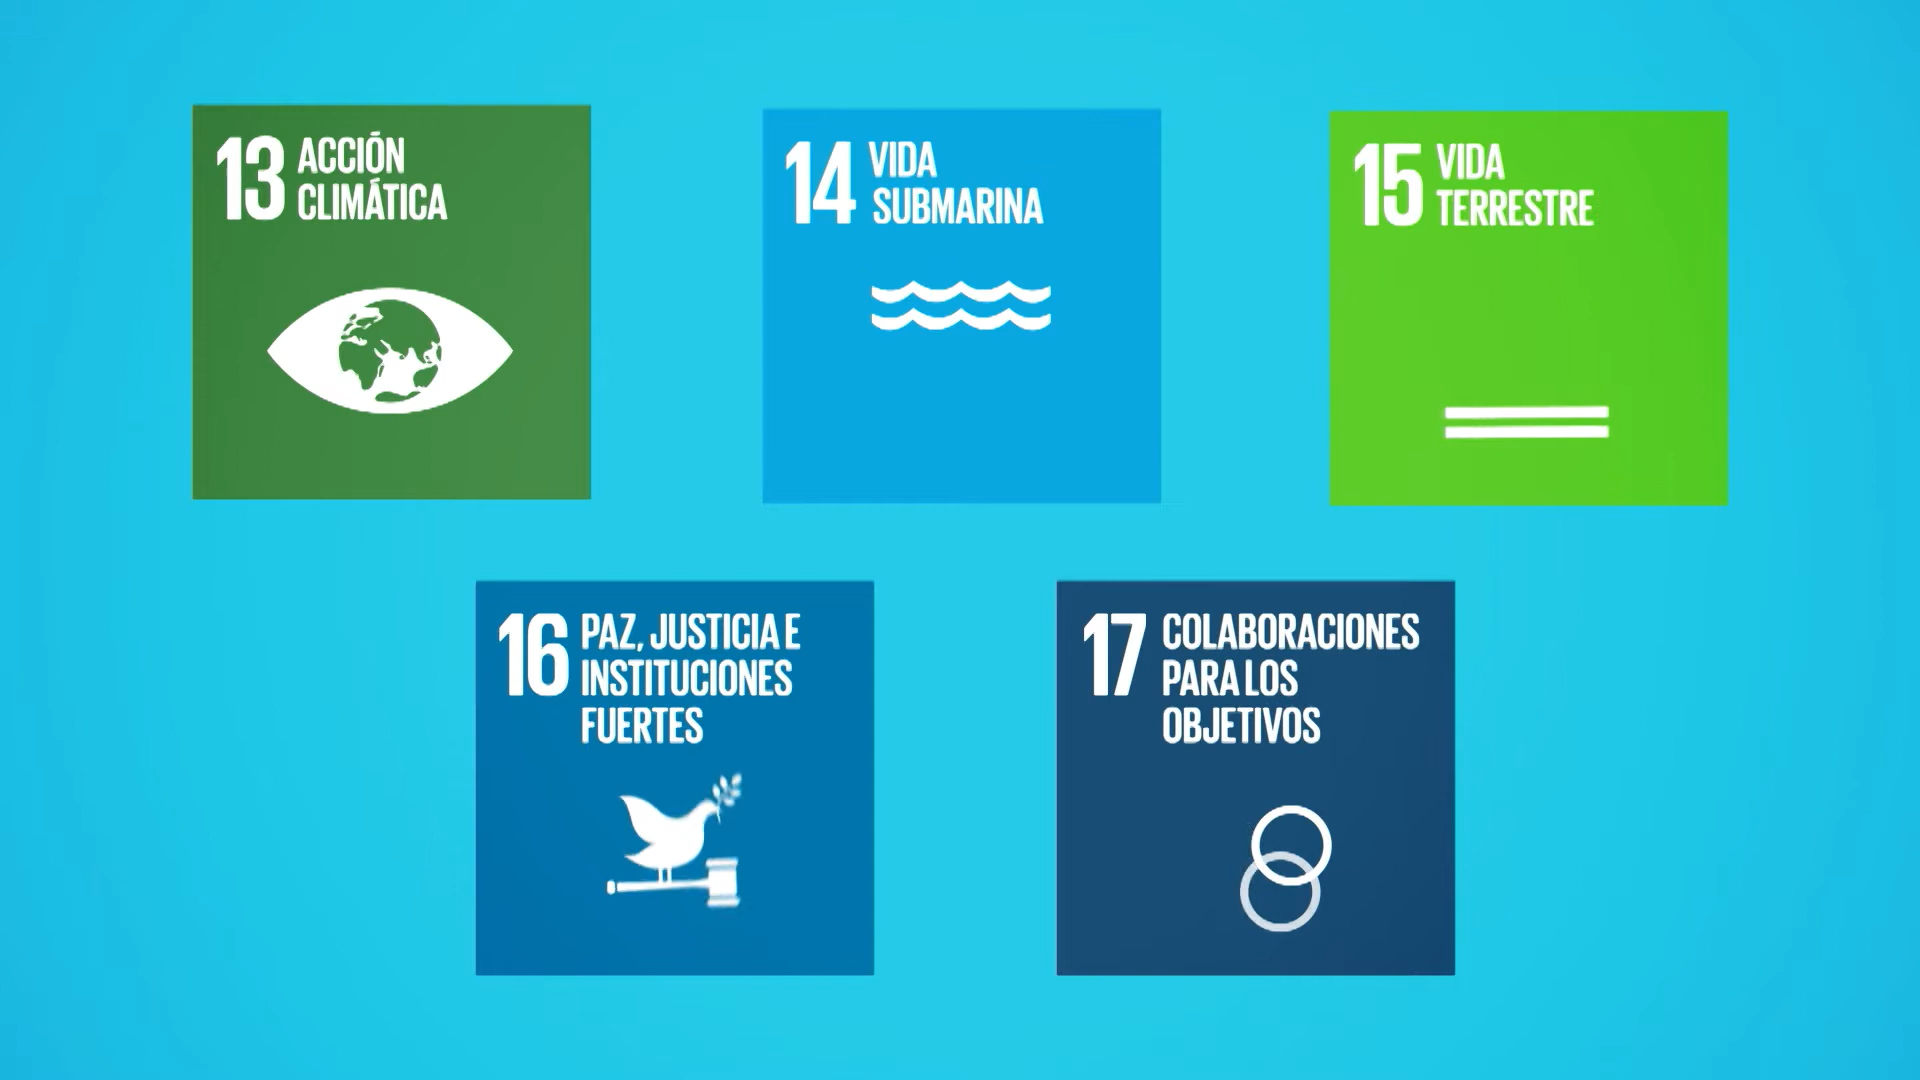 13 ACCIÓN
CLIMÁTICA
14 VIDA
SUBMARINA
15 VIDA
TERRESTRE
16 PAZ, JUSTICIA E
INSTITUCIONES
FUERTES
17 COLABORACIONES
PARA LOS
OBJETIVOS